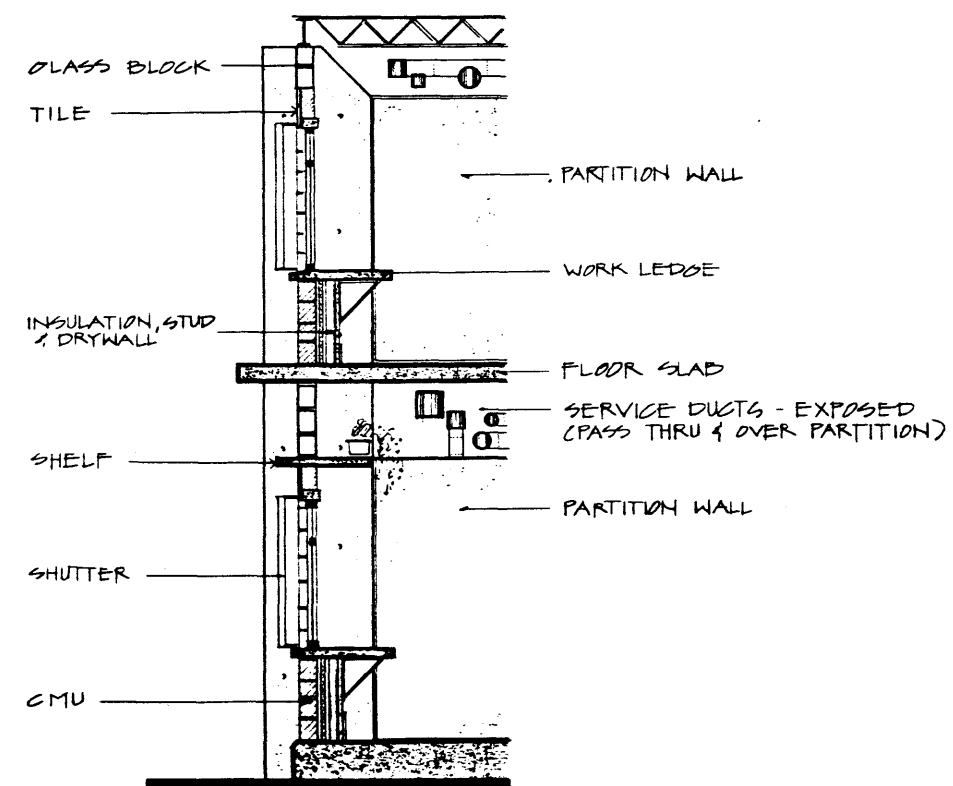 GLASS BLOCK
TILE
PARTITION WALL
WORK LEDGE
INSULATION, STUD
& DRYWALL
FLOOR SLAB
SERVICE DUCTS - EXPOSED
(PASS THRU & OVER PARTITION)
SHELF
PARTITION WALL
SHUTTER
CMU